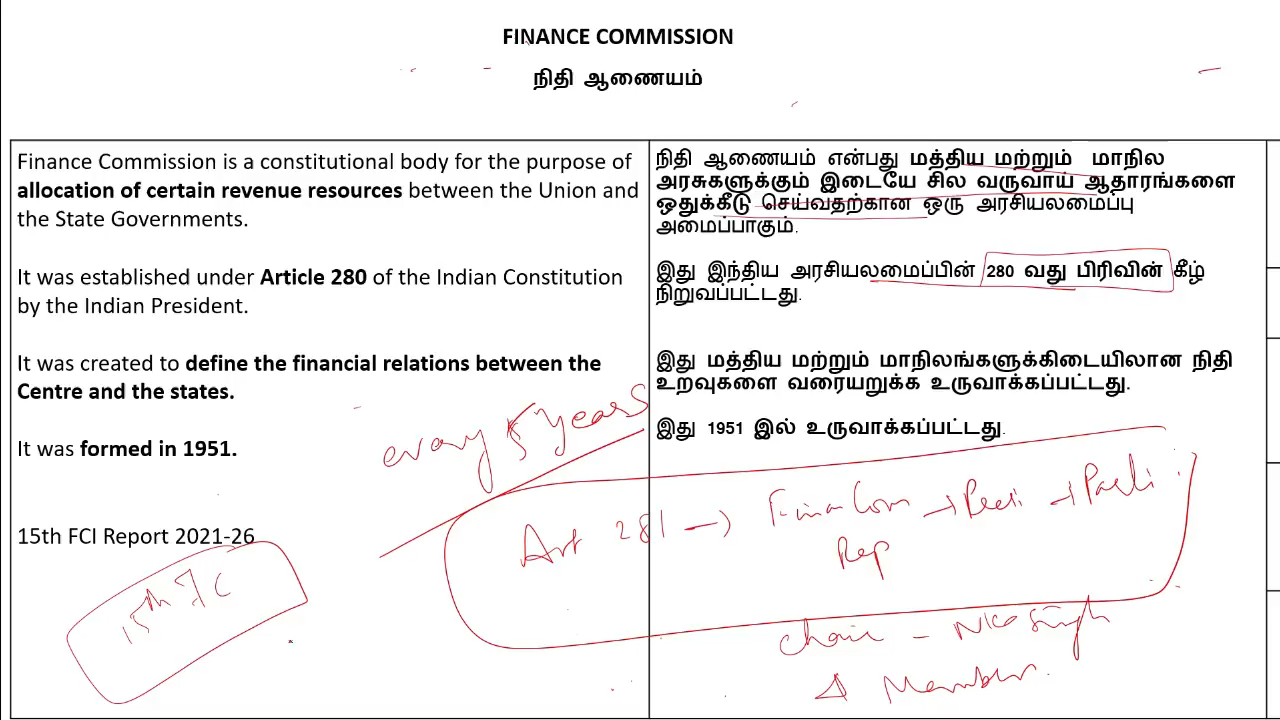 FINANCE COMMISSION
நிதி ஆணையம்
Finance Commission is a constitutional body for the purpose of
allocation of certain revenue resources between the Union and
the State Governments.
It was established under Article 280 of the Indian Constitution
by the Indian President.
It was created to define the financial relations between the
Centre and the states.
It was formed in 1951.
15th FCI Report 2021-26
நிதி ஆணையம் என்பது மத்திய மற்றும் மாநில
அரசுகளுக்கும் இடையே சில வருவாய் ஆதாரங்களை
ஒதுக்கீடு செய்வதற்கான ஒரு அரசியலமைப்பு
அமைப்பாகும்.
இது இந்திய அரசியலமைப்பின் 280 வது பிரிவின் கீழ்
நிறுவப்பட்டது.
இது மத்திய மற்றும் மாநிலங்களுக்கிடையிலான நிதி
உறவுகளை வரையறுக்க உருவாக்கப்பட்டது.
இது 1951 இல் உருவாக்கப்பட்டது.
every 5 years
Art 281 →
Rep
15th FC
Chair - NK Singh
4 Member